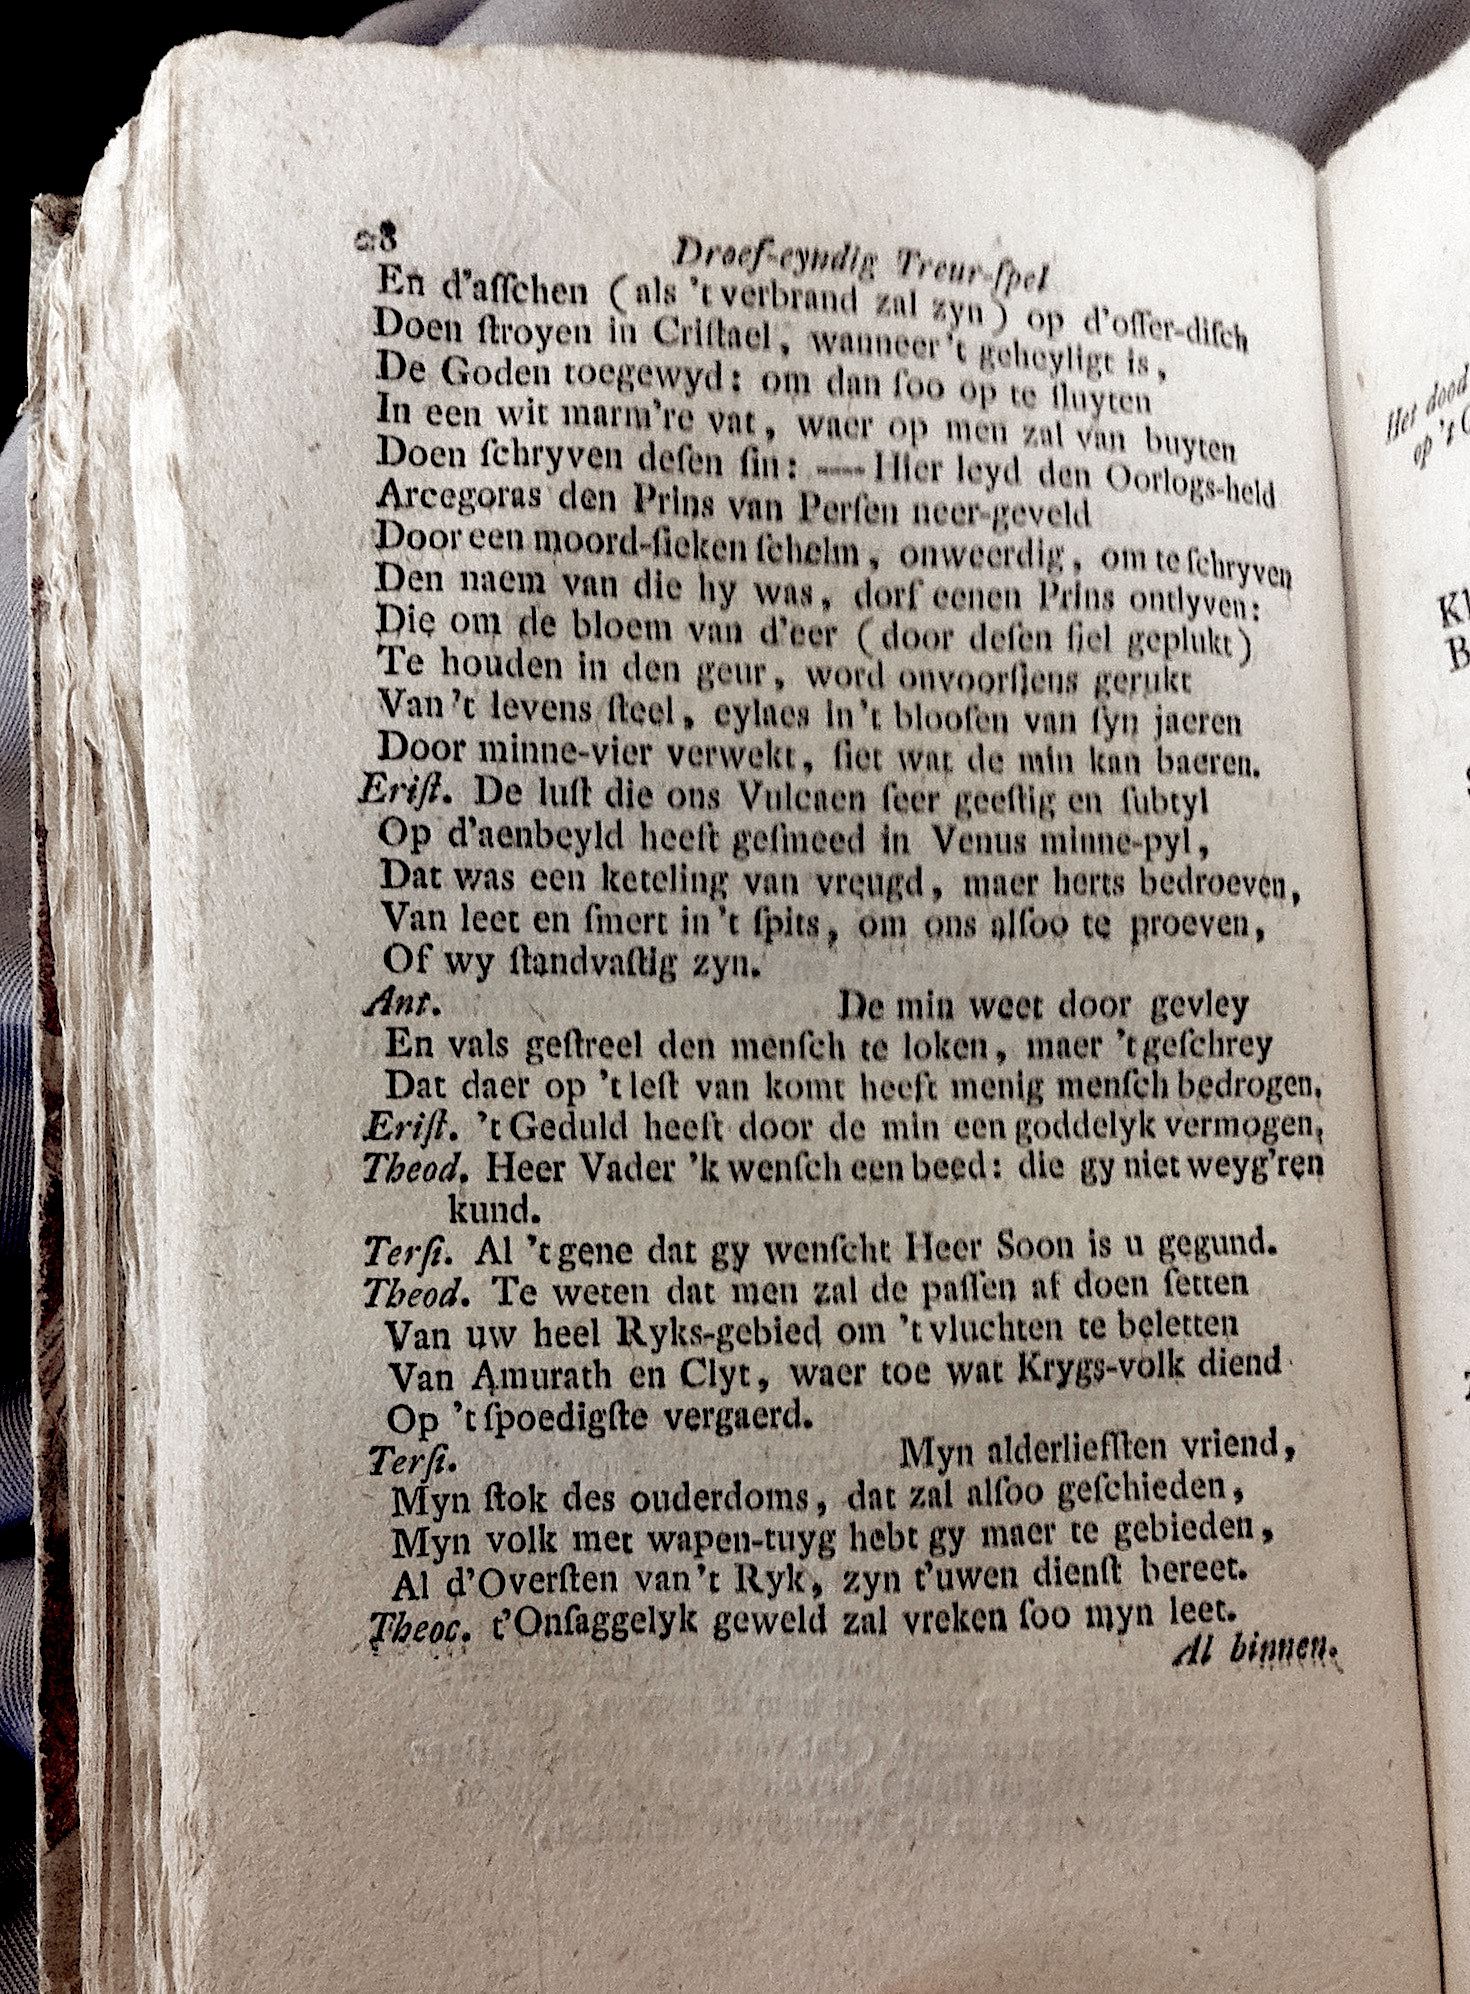 28 Droef-eyndig Treur-ſpel
En d'aſſchen (als 't verbrand zal zyn) op d'offer-diſch
Doen ſtroyen in Criſtael, wanneer 't geheyligt is,
De Goden toegewyd: om dan ſoo op te ſluyten
In een wit marm're vat, waer op men zal van buyten
Doen ſchryven deſen ſin: ---- Hier leyd den Oorlogs-held
Arcegoras den Prins van Perſen neer-geveld
Door een moord-ſieken ſchelm, onweerdig, om te ſchryven
Den naem van die hy was, dorf eenen Prins ontlyven:
Die om de bloem van d'eer (door deſen fiel geplukt)
Te houden in den geur, word onvoorſiens gerukt
Van 't levens ſteel, eylaes in 't blooſen van ſyn jaeren
Door minne-vier verwekt, ſiet wat de min kan baeren.
Eriſt. De luſt die ons Vulcaen ſeer geeſtig en ſubtyl
Op d'aenbeyld heeft geſmeed in Venus minne-pyl,
Dat was een keteling van vreugd, maer herts bedroeven,
Van leet en ſmert in 't ſpits, om ons alſoo te proeven,
Of wy ſtandvaſtig zyn.
Ant. De min weet door gevley
En vals geſtreel den menſch te loken, maer 't geſchrey
Dat daer op 't leſt van komt heeft menig menſch bedrogen,
Eriſt. 't Geduld heeft door de min een goddelyk vermogen,
Theod. Heer Vader 'k wenſch een beed: die gy niet weyg'ren
kund.
Terſi. Al 't gene dat gy wenſcht Heer Soon is u gegund.
Theod. Te weten dat men zal de paſſen af doen ſetten
Van uw heel Ryks-gebied om 't vluchten te beletten
Van Amurath en Clyt, waer toe wat Krygs-volk diend
Op 't ſpoedigſte vergaerd.
Terſi. Myn alderliefſten vriend,
Myn ſtok des ouderdoms, dat zal alſoo geſchieden,
Myn volk met wapen-tuyg hebt gy maer te gebieden,
Al d'Overſten van 't Ryk, zyn t'uwen dienſt bereet.
Theoc. t'Onſaggelyk geweld zal vreken ſoo myn leet.
Al binnen.
Het dood
op 't